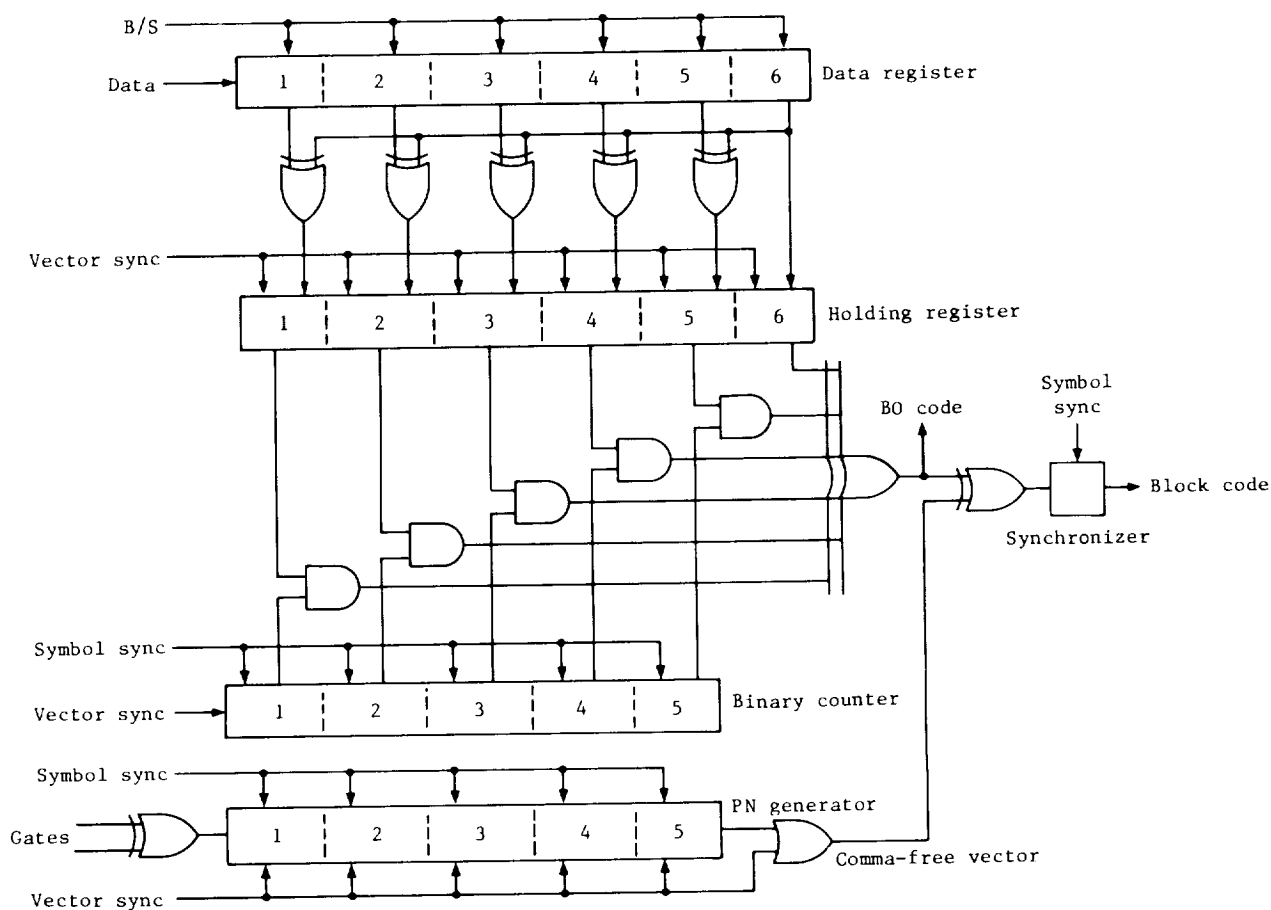 B/S
Data
1 2 3 4 5 6
Data register
Vector sync
1 2 3 4 5 6
Holding register
Symbol
sync
BO code
Block code
Synchronizer
Symbol sync
Vector sync
1 2 3 4 5
Binary counter
Symbol sync
PN generator
Gates
1 2 3 4 5
Comma-free vector
Vector sync